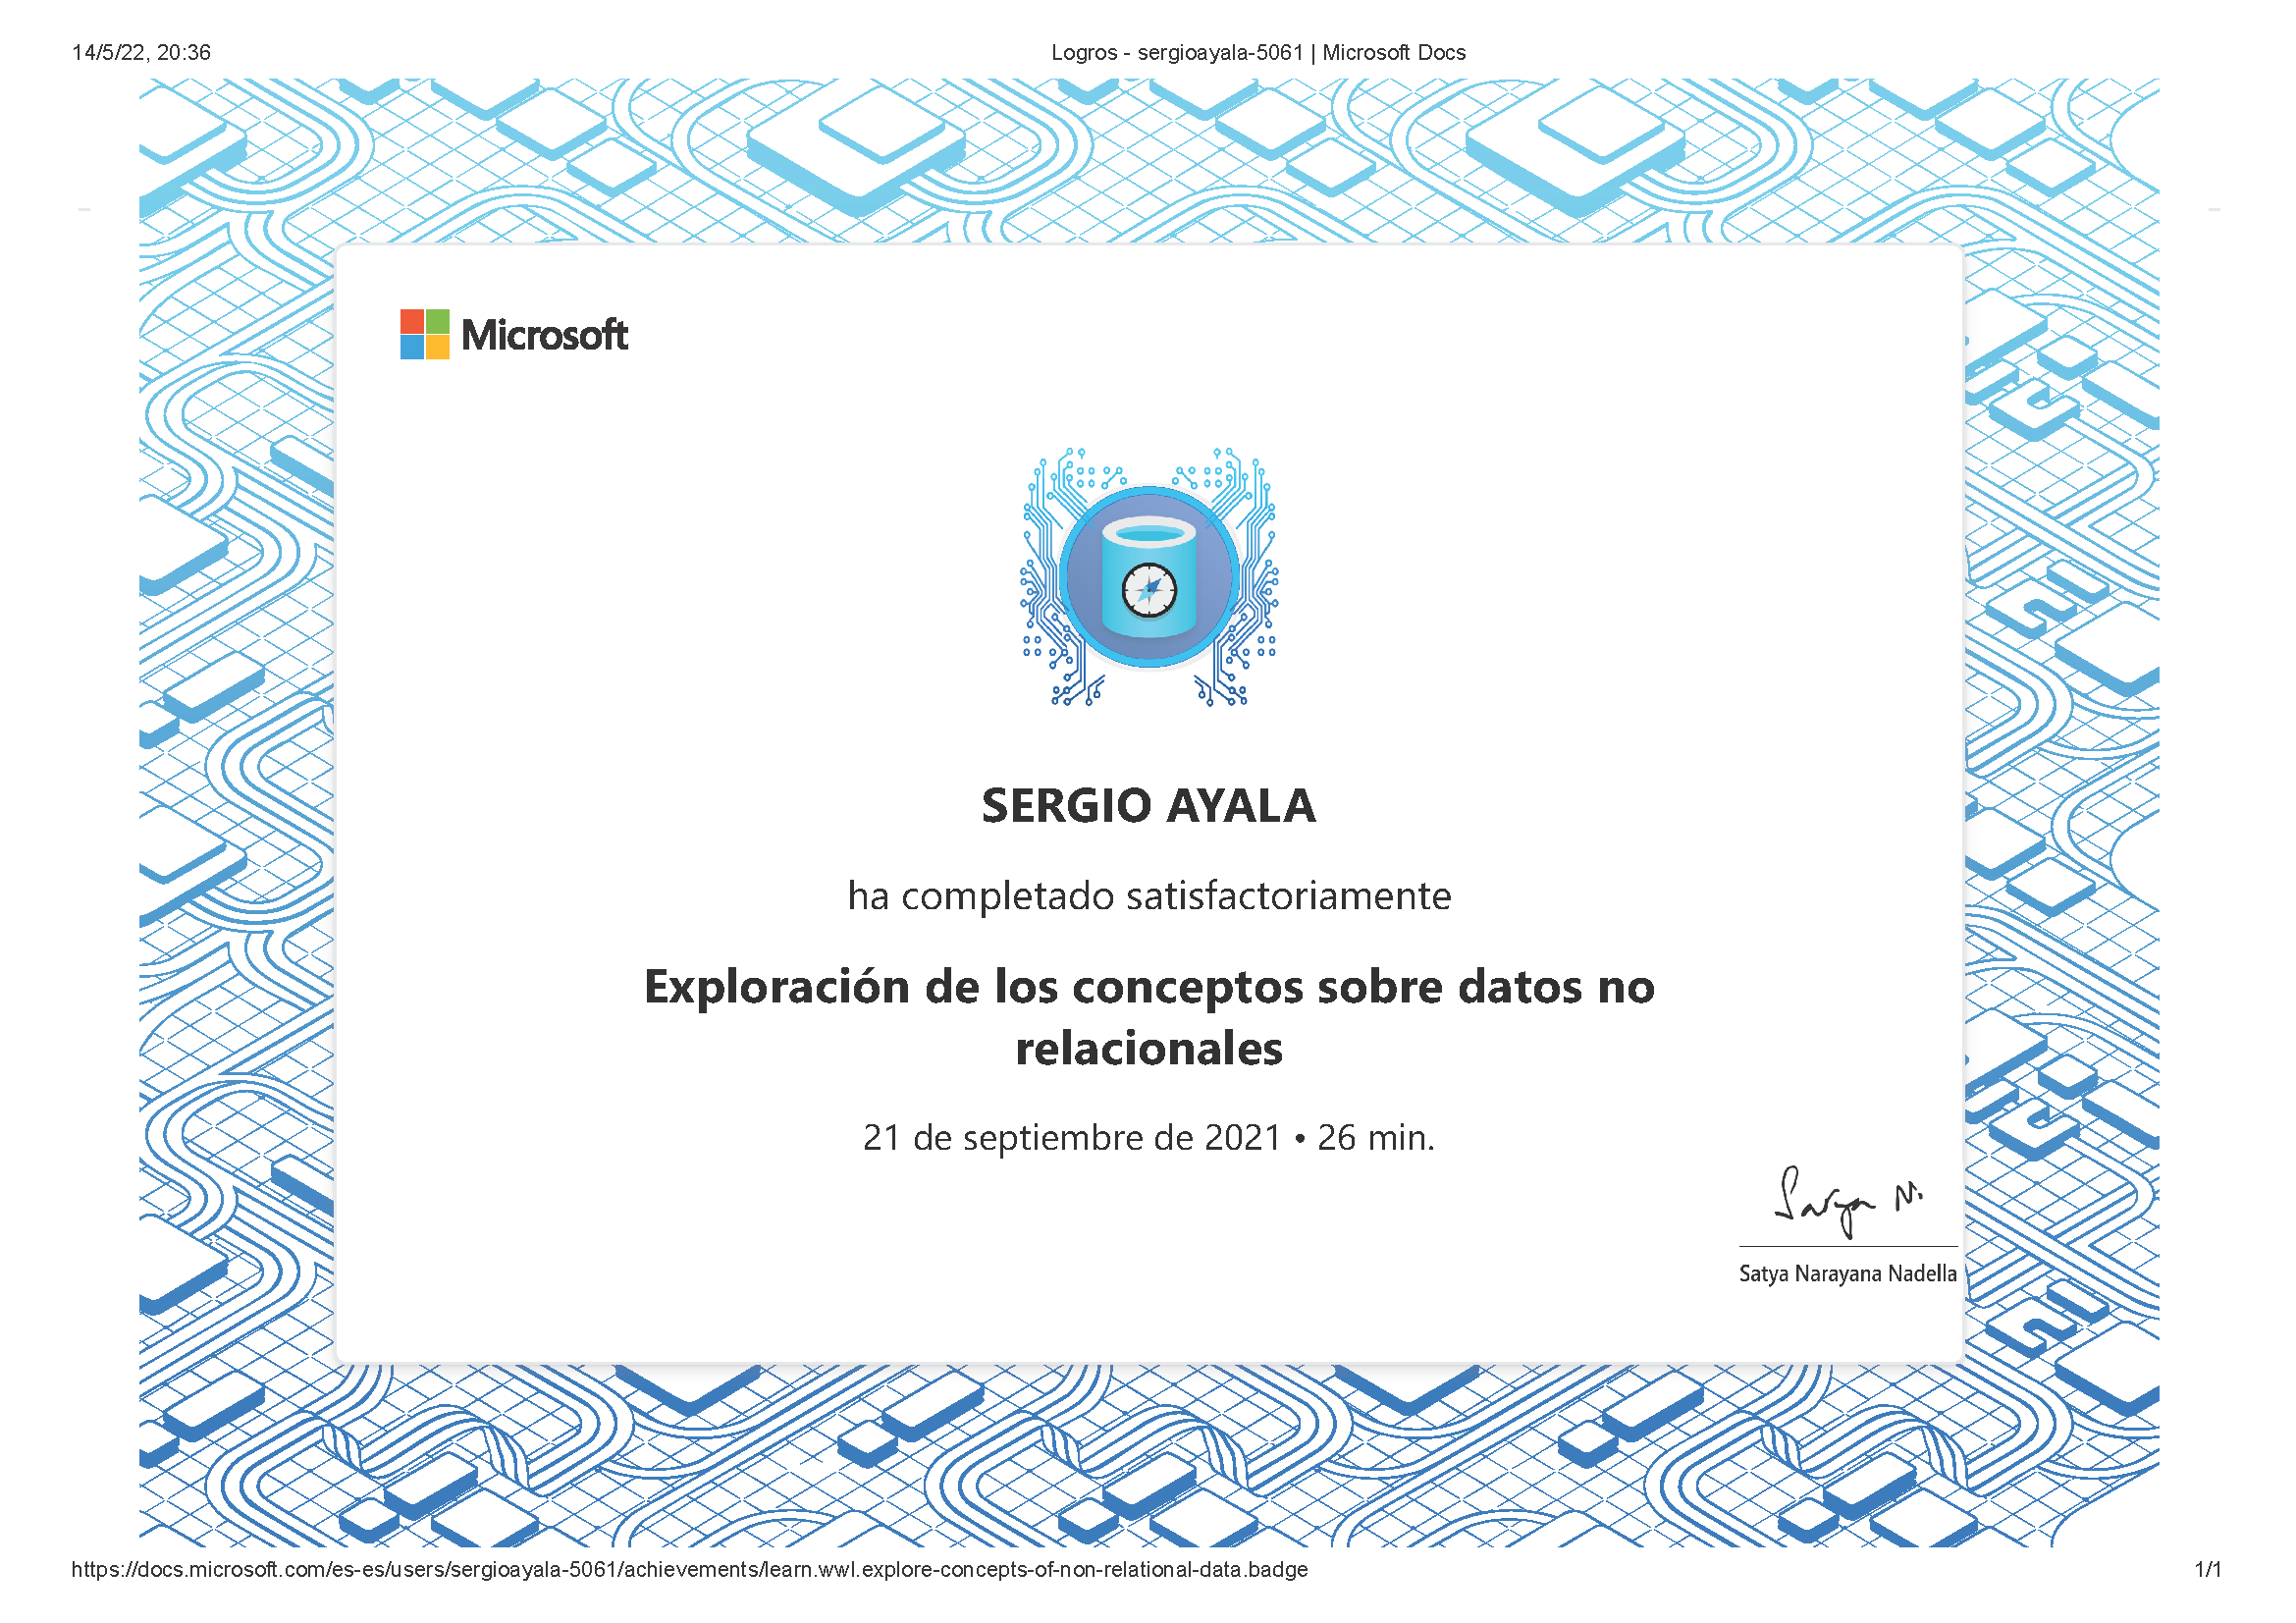 14/5/22, 20:36
Logros - sergioayala-5061 | Microsoft Docs
Microsoft
SERGIO AYALA
ha completado satisfactoriamente
Exploración de los conceptos sobre datos no
relacionales
21 de septiembre de 2021 • 26 min.
Satya N.
Satya Narayana Nadella
https://docs.microsoft.com/es-es/users/sergioayala-5061/achievements/learn.wwl.explore-concepts-of-non-relational-data.badge
1/1